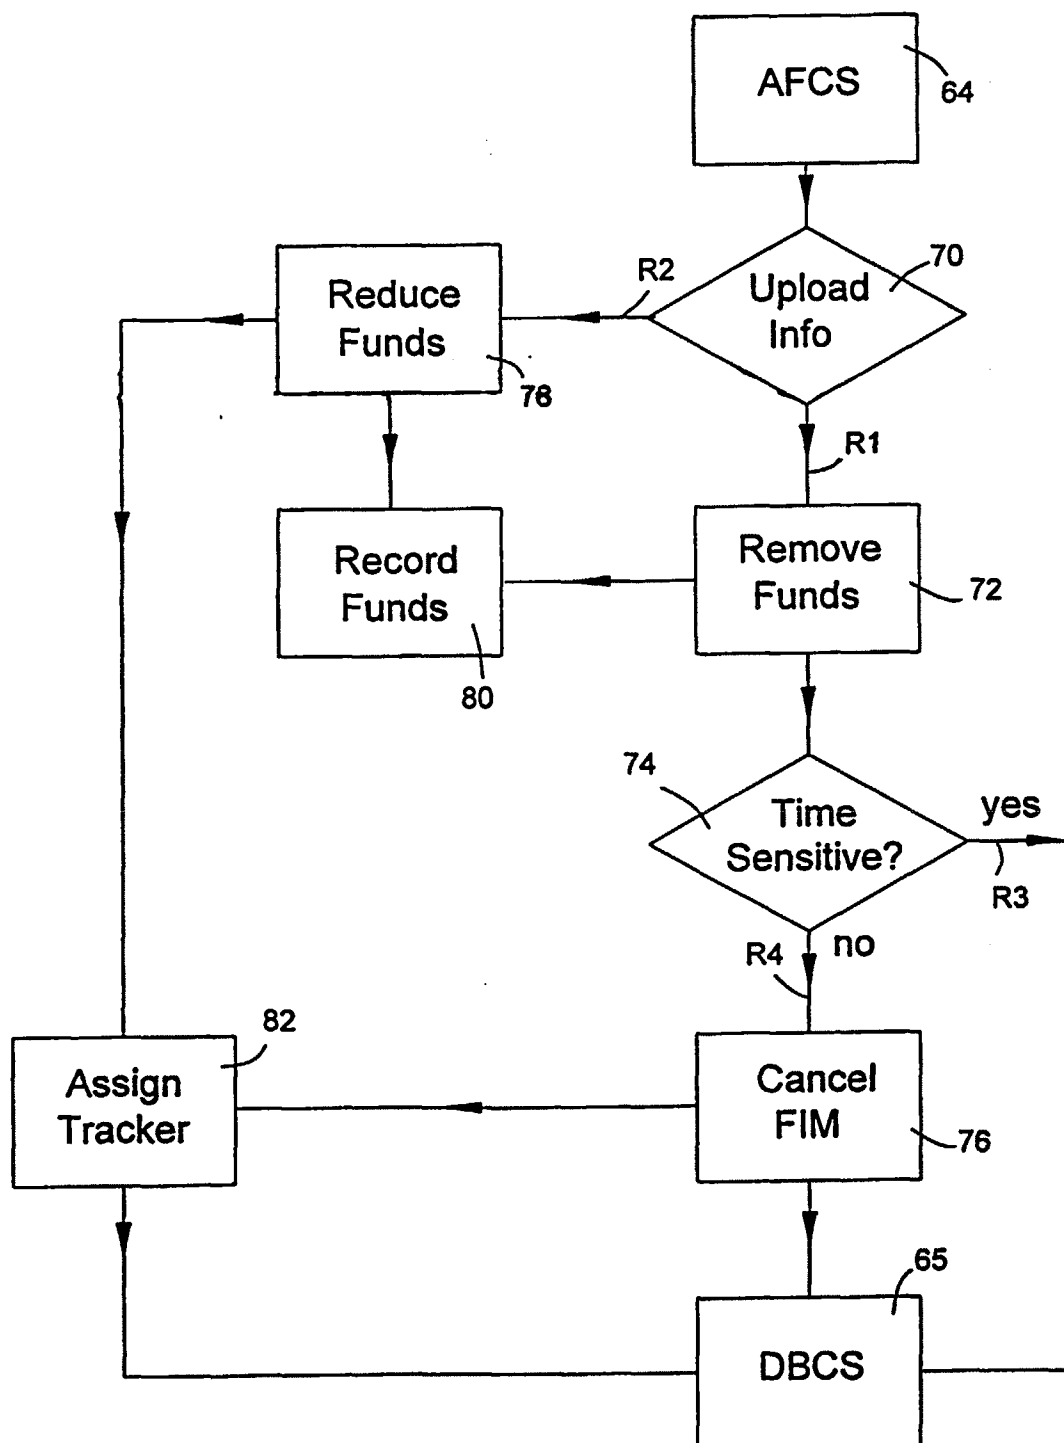 AFCS
64
Upload
Info
70
R2
Reduce
Funds
78
R1
Record
Funds
80
Remove
Funds
72
74
Time
Sensitive?
yes
R3
no
R4
82
Assign
Tracker
Cancel
FIM
76
65
DBCS